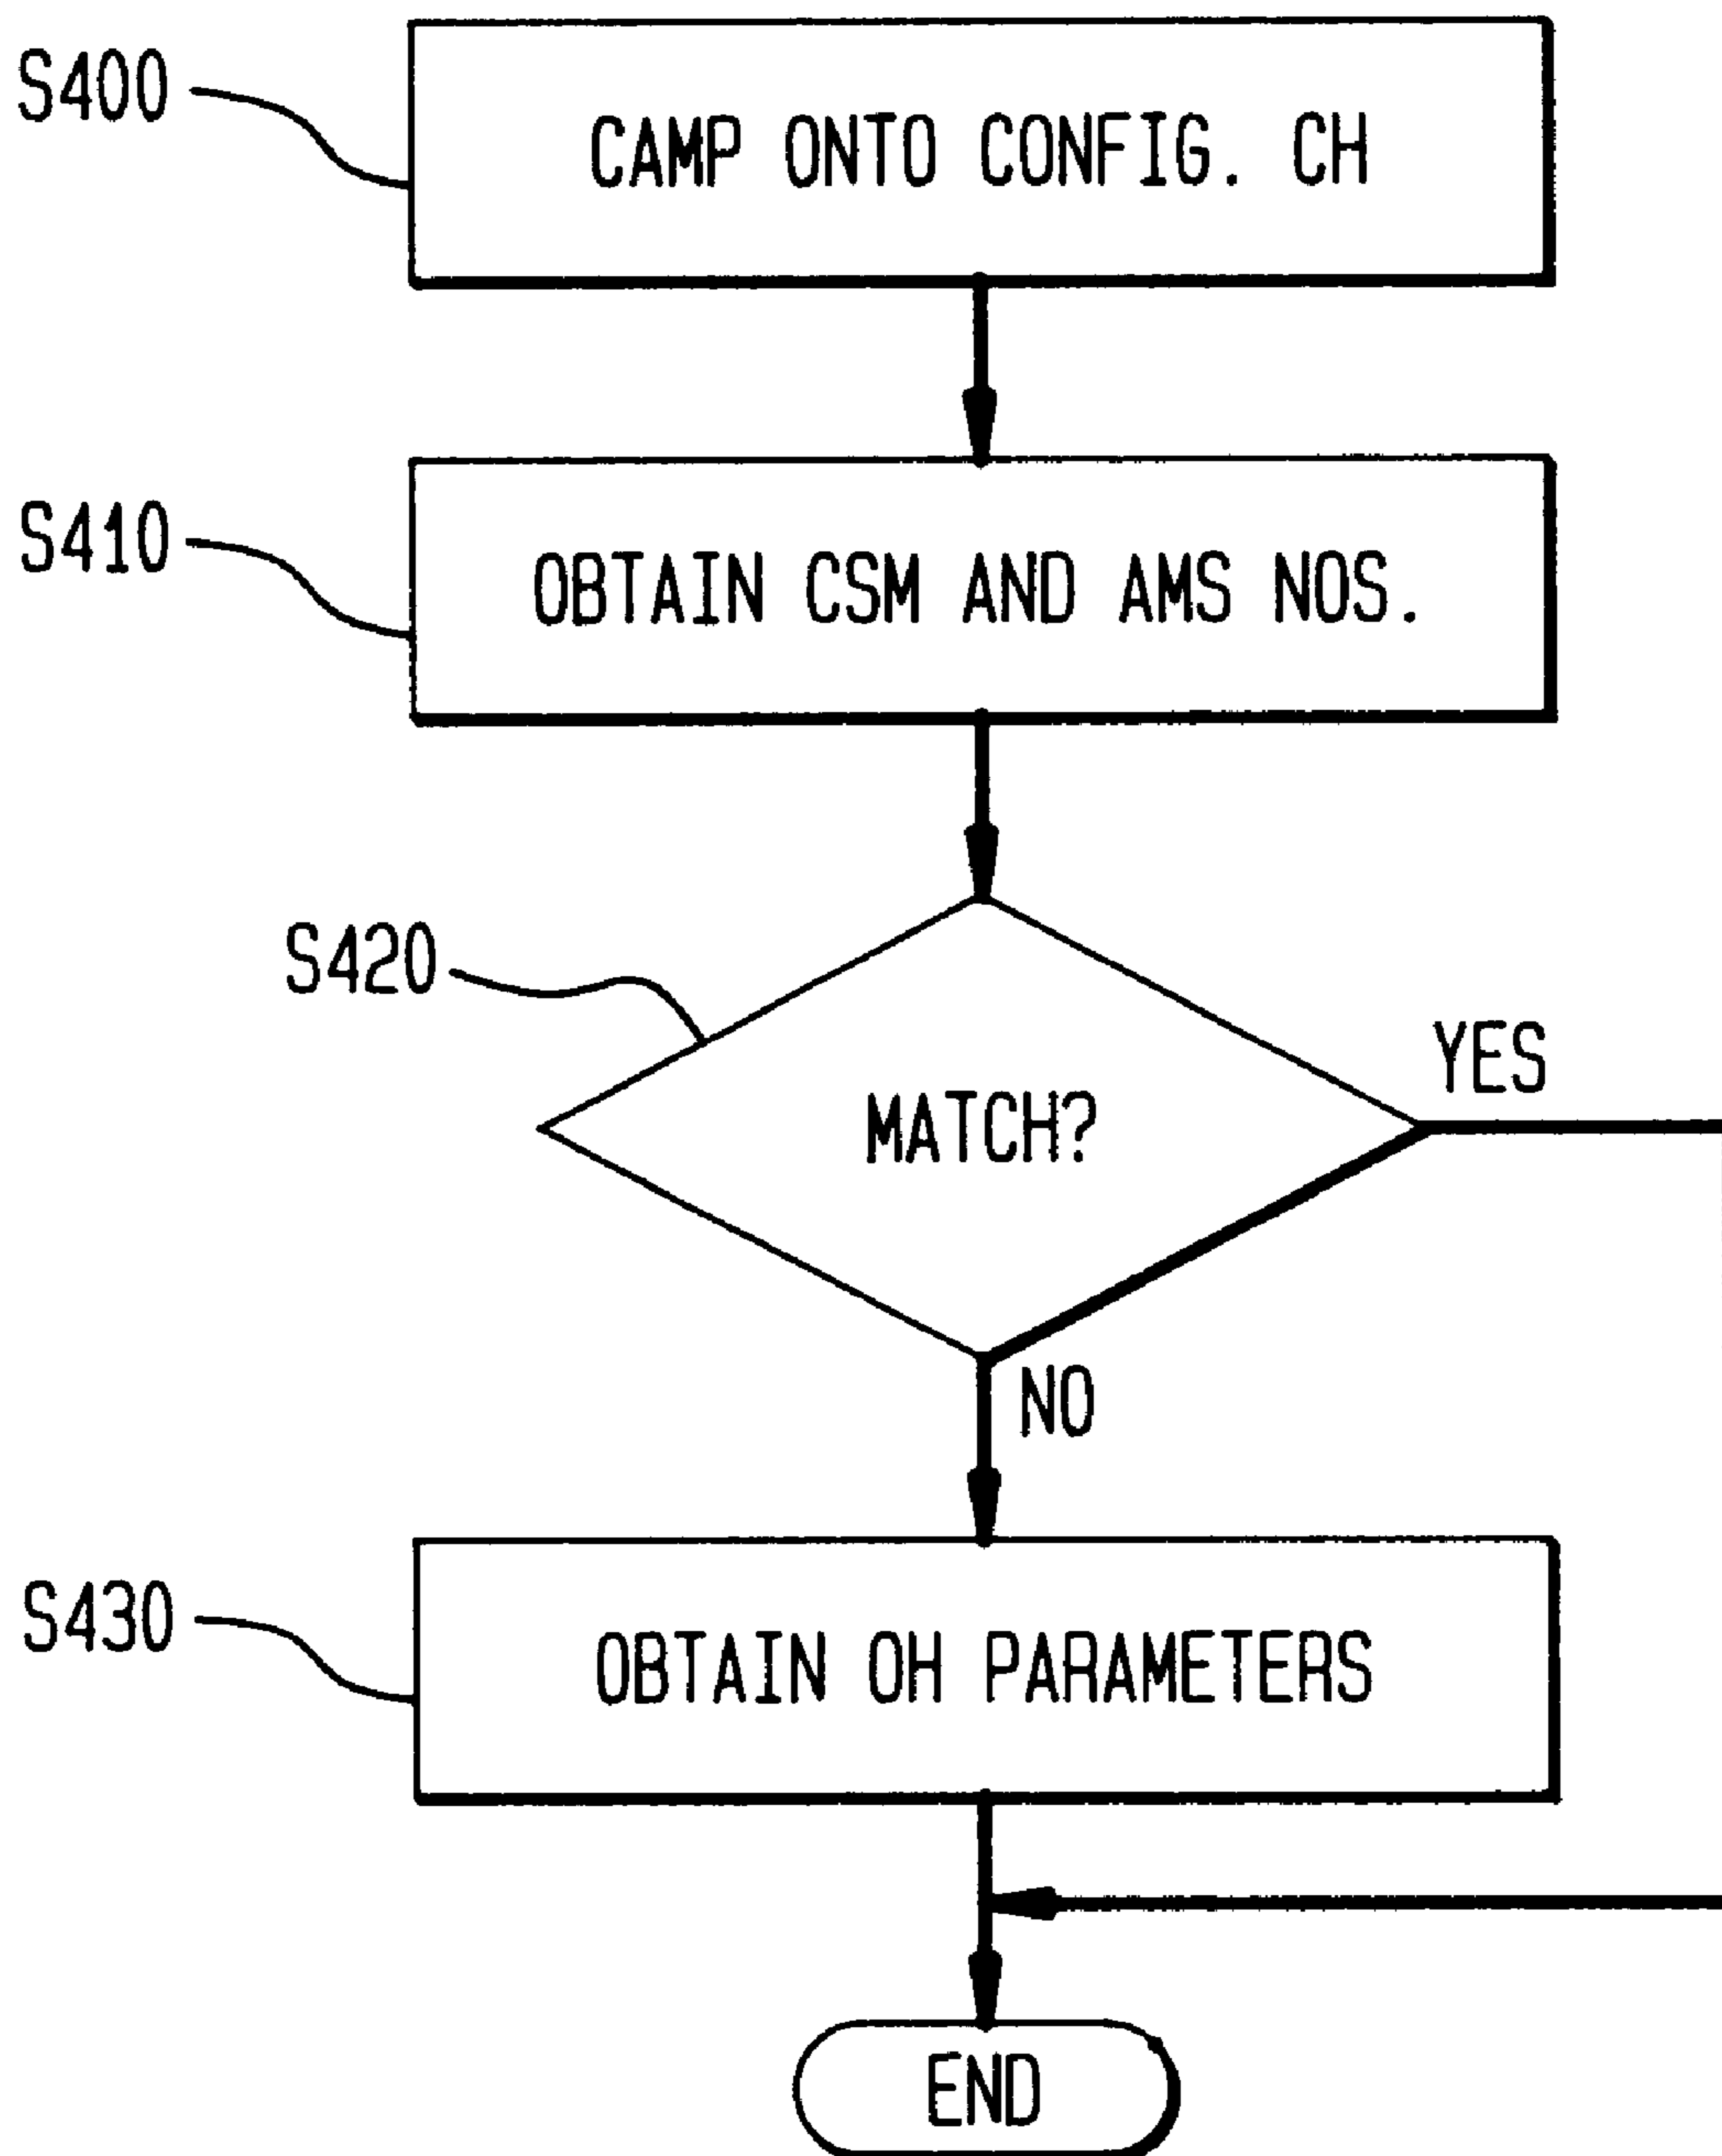 S400
CAMP ONTO CONFIG. CH
S410
OBTAIN CSM AND AMS NOS.
S420
YES
MATCH?
NO
S430
OBTAIN OH PARAMETERS
END